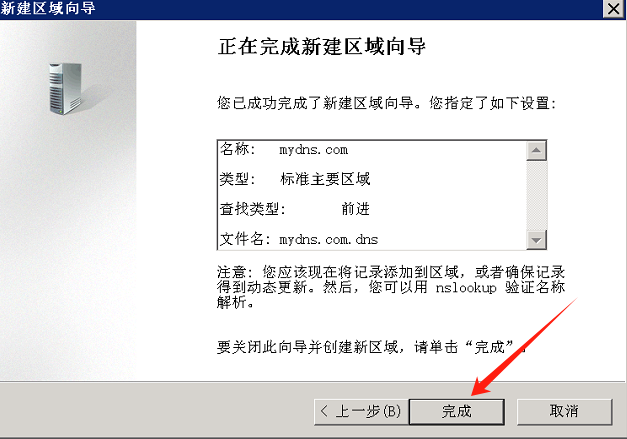 新建区域向导
正在完成新建区域向导
您已成功完成了新建区域向导。您指定了如下设置:
名称: mydns.com
类型: 标准主要区域
查找类型: 前进
文件名: mydns.com.dns
注意: 您应该现在将记录添加到区域，或者确保记录
得到动态更新。然后，您可以用 nslookup 验证名称
解析。
要关闭此向导并创建新区域，请单击“完成”。
< 上一步(B)
完成
取消